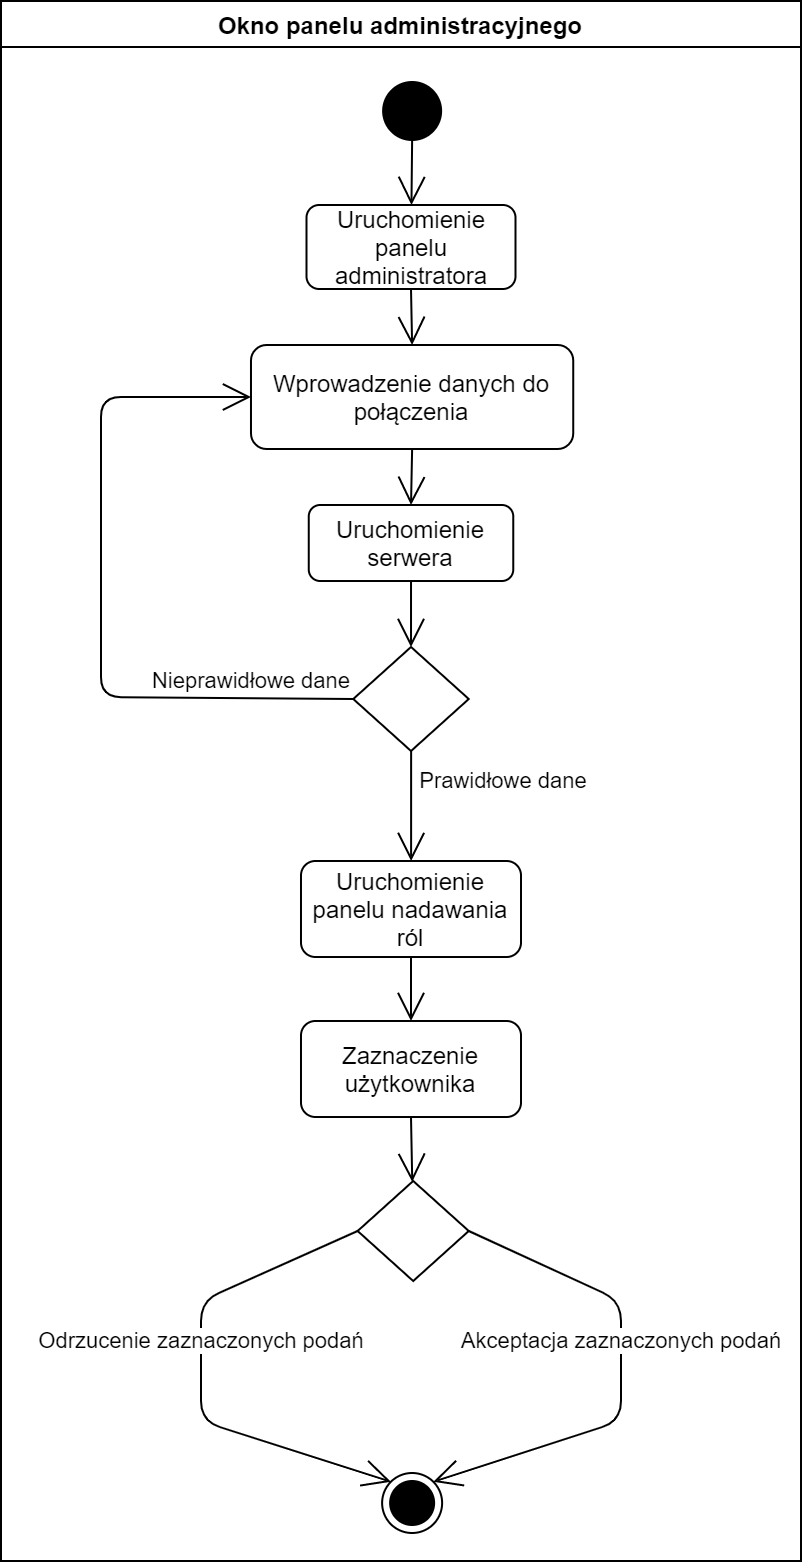 Okno panelu administracyjnego
Uruchomienie
panelu
administratora
Wprowadzenie danych do
połączenia
Uruchomienie
serwera
Nieprawidłowe dane
Prawidłowe dane
Uruchomienie
panelu nadawania
ról
Zaznaczenie
użytkownika
Odrzucenie zaznaczonych podań
Akceptacja zaznaczonych podań